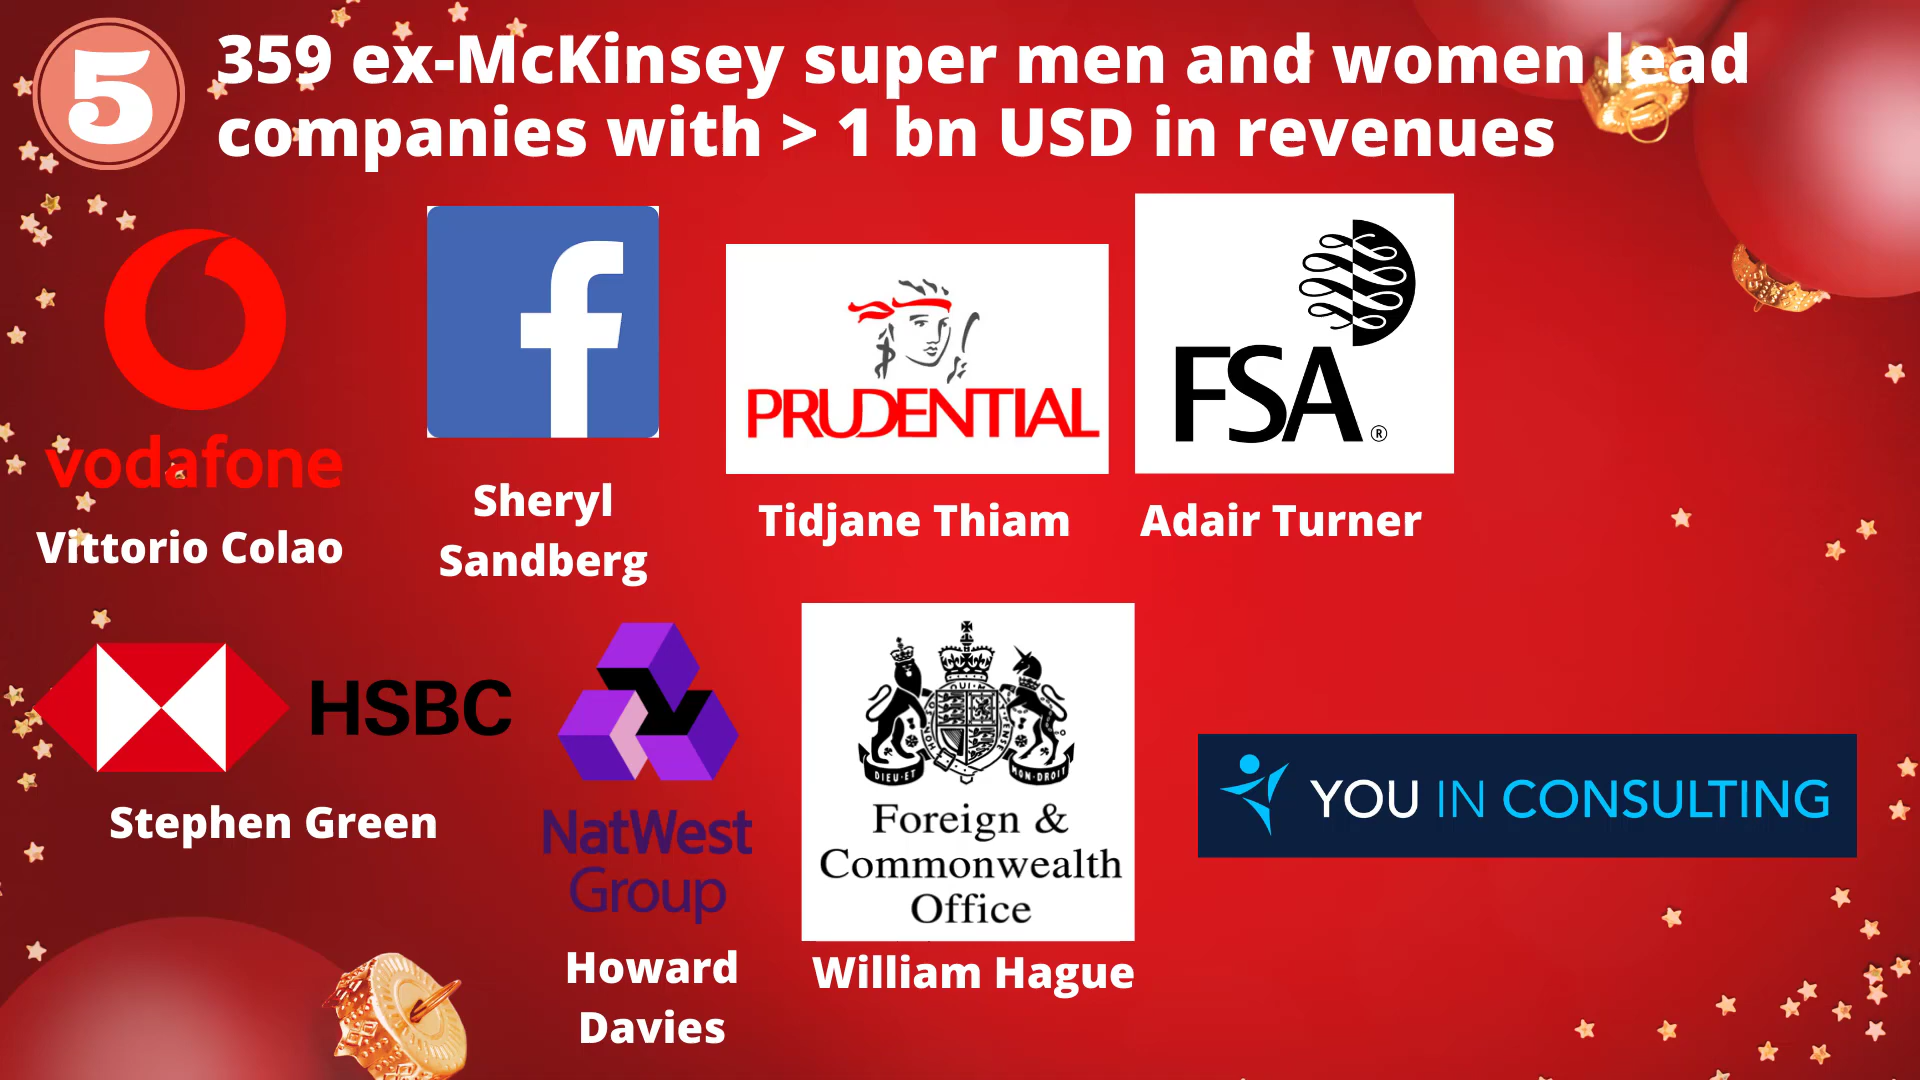 5
359 ex-McKinsey super men and women lead
companies with > 1 bn USD in revenues
vodafone
Vittorio Colao
f
Sheryl
Sandberg
PRUDENTIAL
Tidjane Thiam
FSA®
Adair Turner
HSBC
Stephen Green
NatWest
Group
Howard
Davies
DIEU·ET MON·DROIT
Foreign &
Commonwealth
Office
William Hague
YOU IN CONSULTING